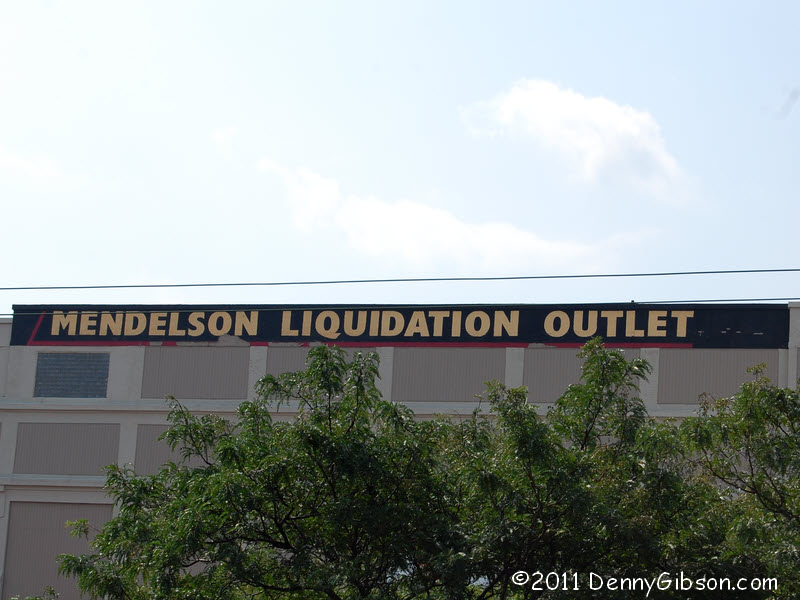 MENDELSON LIQUIDATION OUTLET
©2011 DennyGibson.com